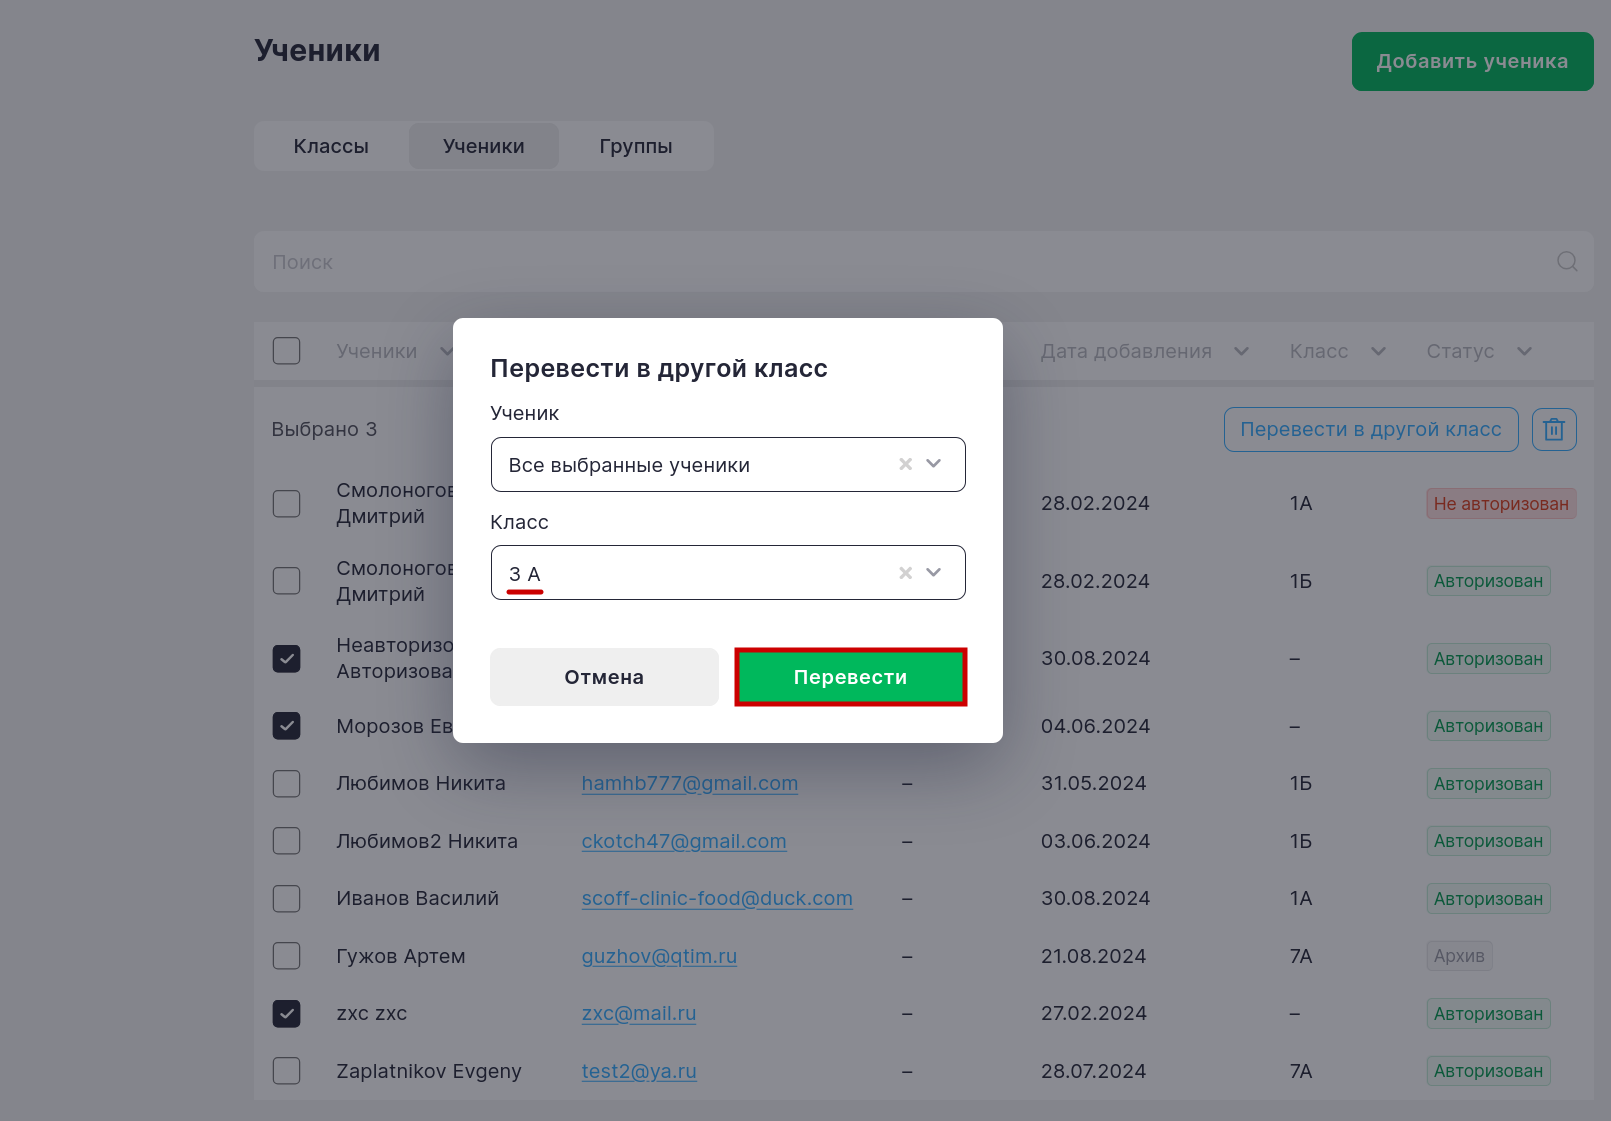 Ученики
Добавить ученика
Классы Ученики Группы
Поиск
Ученики Дата добавления Класс Статус
Перевести в другой класс
Ученик
Выбрано 3 Перевести в другой класс
Все выбранные ученики
Смолоногов
Дмитрий 28.02.2024 1А Не авторизован
Класс
3 А
Смолоногов
Дмитрий 28.02.2024 1Б Авторизован
Неавторизо
Авторизова 30.08.2024 – Авторизован
Отмена Перевести
Морозов Ев 04.06.2024 – Авторизован
Любимов Никита hamhb777@gmail.com – 31.05.2024 1Б Авторизован
Любимов2 Никита ckotch47@gmail.com – 03.06.2024 1Б Авторизован
Иванов Василий scoff-clinic-food@duck.com – 30.08.2024 1А Авторизован
Гужов Артем guzhov@qtim.ru – 21.08.2024 7А Архив
zxc zxc zxc@mail.ru – 27.02.2024 – Авторизован
Zaplatnikov Evgeny test2@ya.ru – 28.07.2024 7А Авторизован